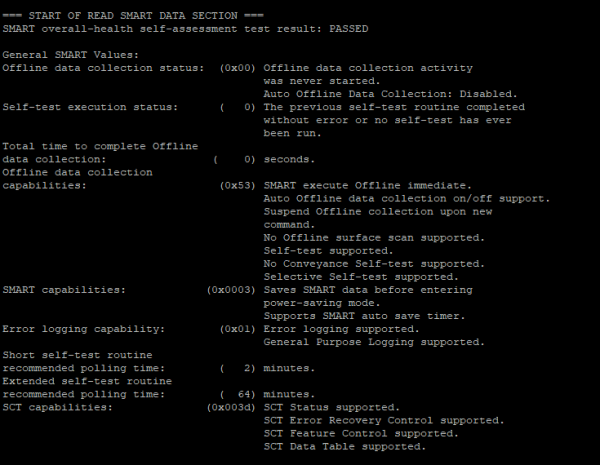 === START OF READ SMART DATA SECTION ===
SMART overall-health self-assessment test result: PASSED

General SMART Values:
Offline data collection status:  (0x00) Offline data collection activity
                                        was never started.
                                        Auto Offline Data Collection: Disabled.
Self-test execution status:      (   0) The previous self-test routine completed
                                        without error or no self-test has ever
                                        been run.
Total time to complete Offline
data collection:                (    0) seconds.
Offline data collection
capabilities:                    (0x53) SMART execute Offline immediate.
                                        Auto Offline data collection on/off support.
                                        Suspend Offline collection upon new
                                        command.
                                        No Offline surface scan supported.
                                        Self-test supported.
                                        No Conveyance Self-test supported.
                                        Selective Self-test supported.
SMART capabilities:            (0x0003) Saves SMART data before entering
                                        power-saving mode.
                                        Supports SMART auto save timer.
Error logging capability:        (0x01) Error logging supported.
                                        General Purpose Logging supported.
Short self-test routine
recommended polling time:        (   2) minutes.
Extended self-test routine
recommended polling time:        (  64) minutes.
SCT capabilities:              (0x003d) SCT Status supported.
                                        SCT Error Recovery Control supported.
                                        SCT Feature Control supported.
                                        SCT Data Table supported.